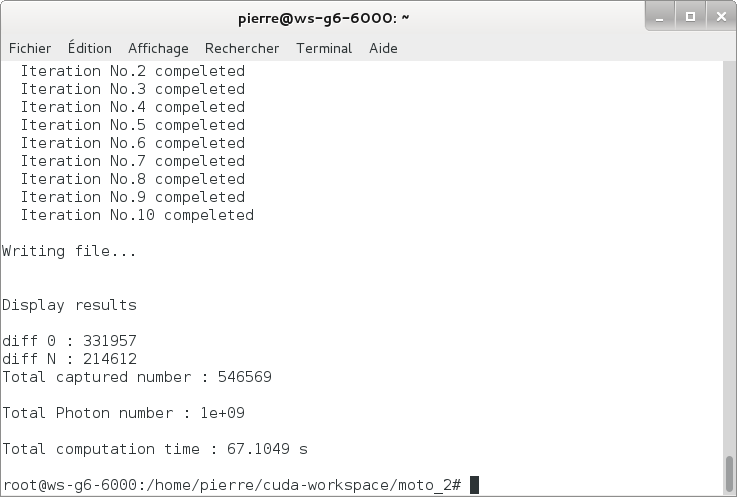 pierre@ws-g6-6000: ~
Fichier Édition Affichage Rechercher Terminal Aide
Iteration No.2 compeleted
Iteration No.3 compeleted
Iteration No.4 compeleted
Iteration No.5 compeleted
Iteration No.6 compeleted
Iteration No.7 compeleted
Iteration No.8 compeleted
Iteration No.9 compeleted
Iteration No.10 compeleted
Writing file...
Display results
diff 0 : 331957
diff N : 214612
Total captured number : 546569
Total Photon number : 1e+09
Total computation time : 67.1049 s
root@ws-g6-6000:/home/pierre/cuda-workspace/moto_2#